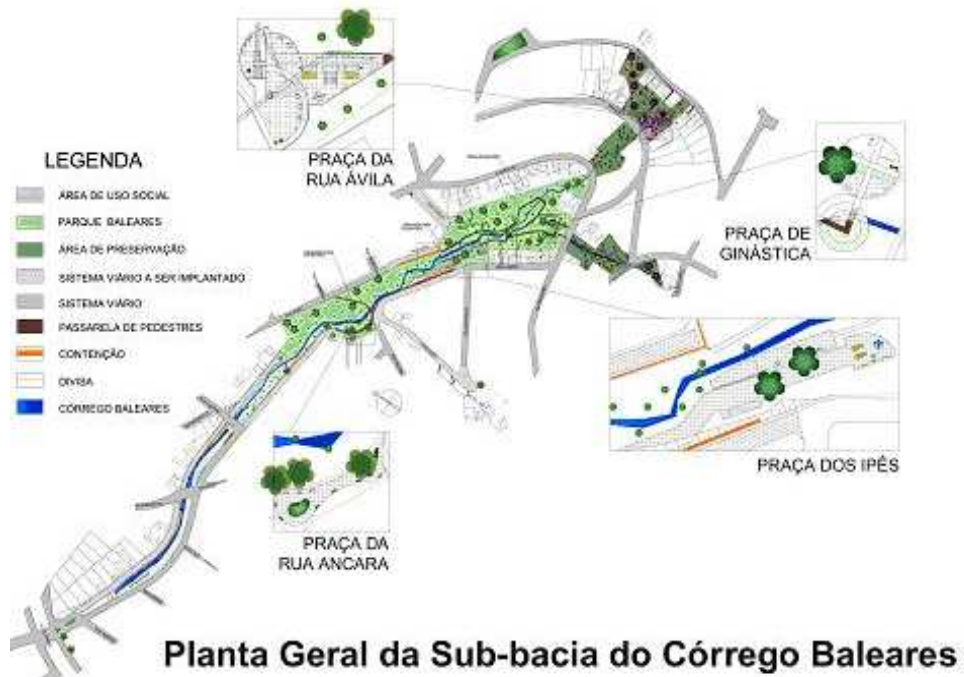 PRAÇA DA
RUA ÁVILA
LEGENDA
ÁREA DE USO SOCIAL
PARQUE BALEARES
ÁREA DE PRESERVAÇÃO
SISTEMA VIÁRIO A SER IMPLANTADO
SISTEMA VIÁRIO
PASSARELA DE PEDESTRES
CONTENÇÃO
DIVISA
CÓRREGO BALEARES
PRAÇA DE
GINÁSTICA
PRAÇA DOS IPÊS
PRAÇA DA
RUA ANCARA
Planta Geral da Sub-bacia do Córrego Baleares